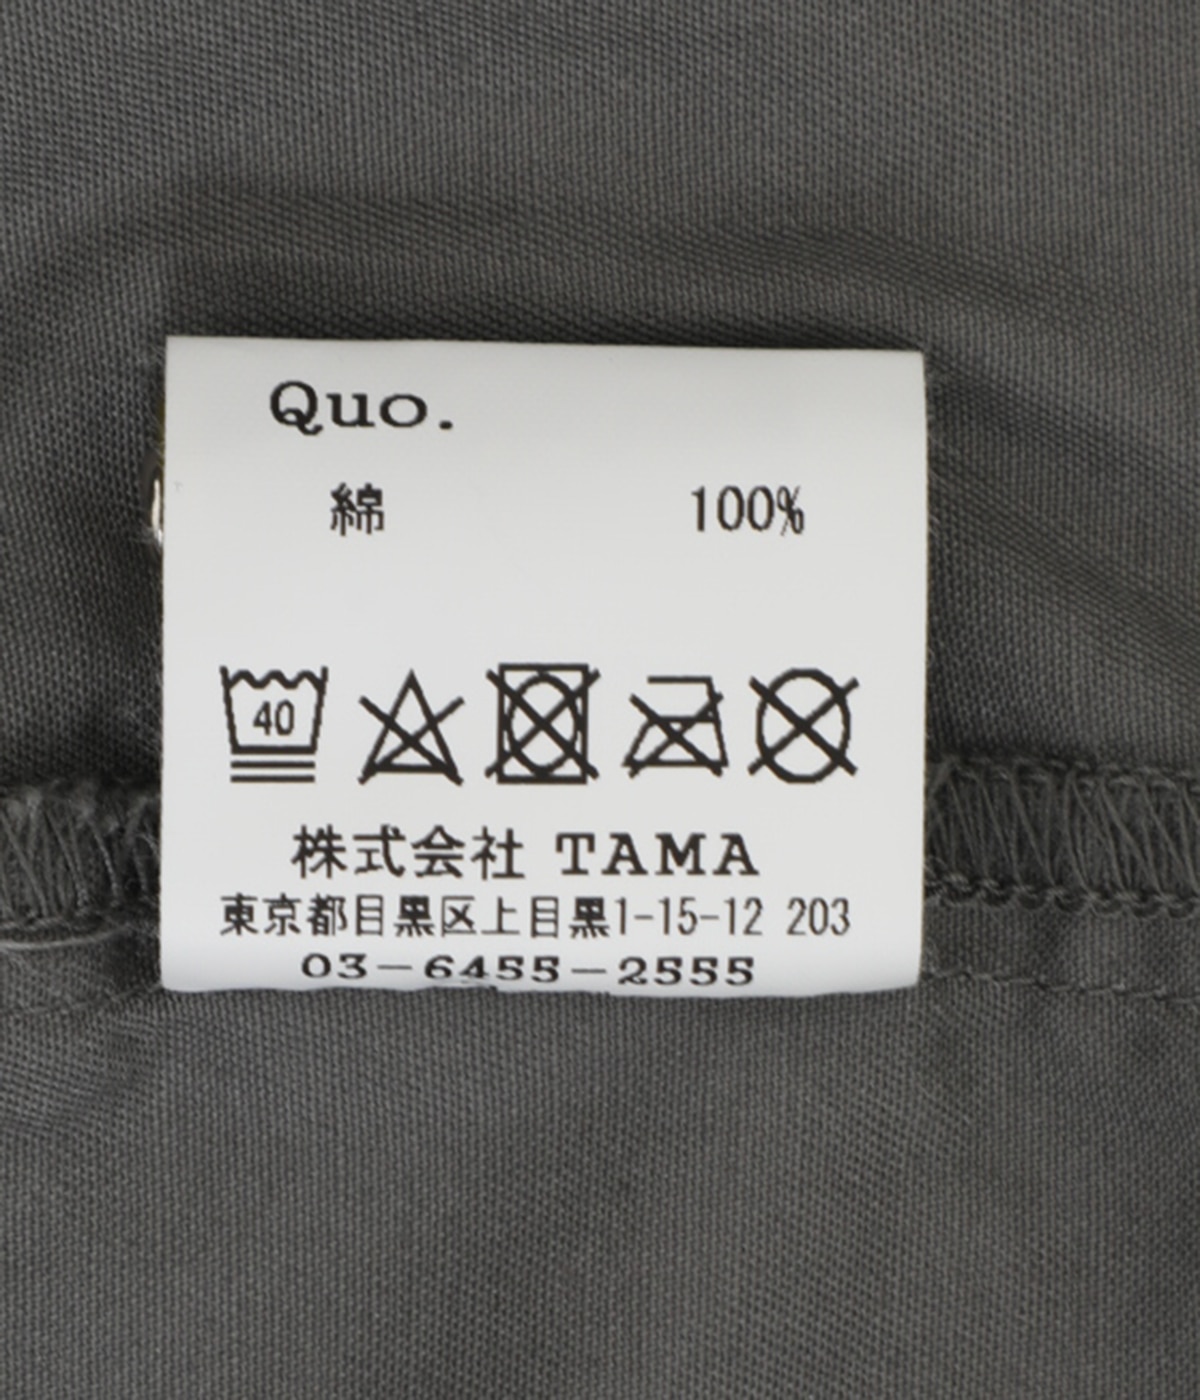 Quo.
綿 100%
40
株式会社 TAMA
東京都目黒区上目黒1-15-12 203
03-6455-2555